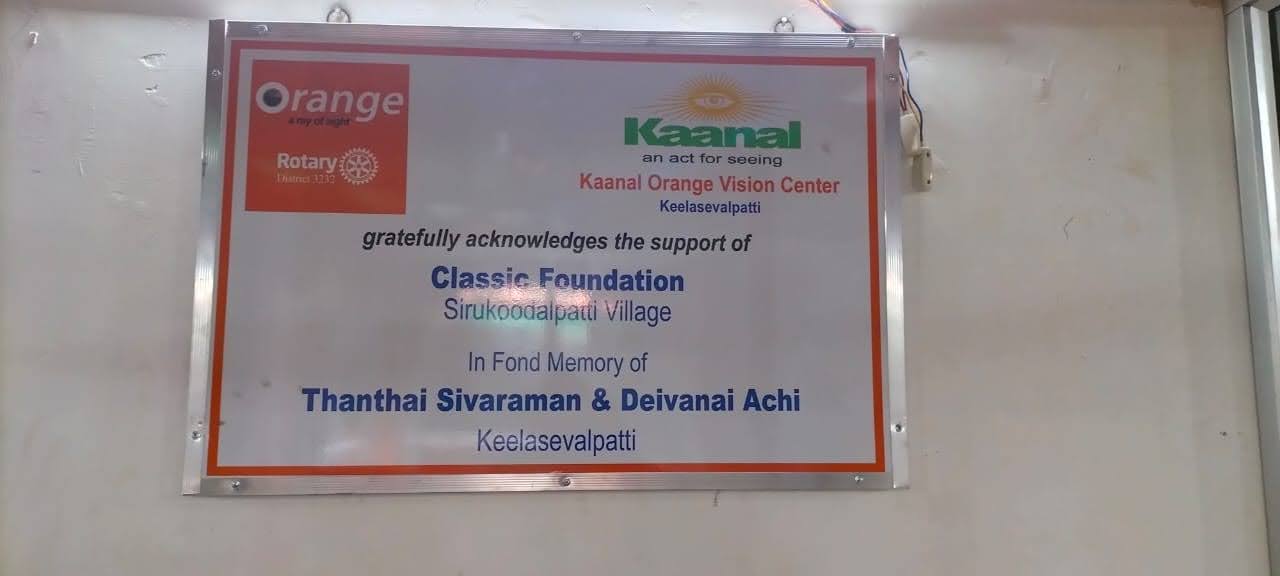 Orange
a ray of sight
Rotary
District 3232
Kaanal
an act for seeing
Kaanal Orange Vision Center
Keelasevalpatti
gratefully acknowledges the support of
Classic Foundation
Sirukoodalpatti Village
In Fond Memory of
Thanthai Sivaraman & Deivanai Achi
Keelasevalpatti